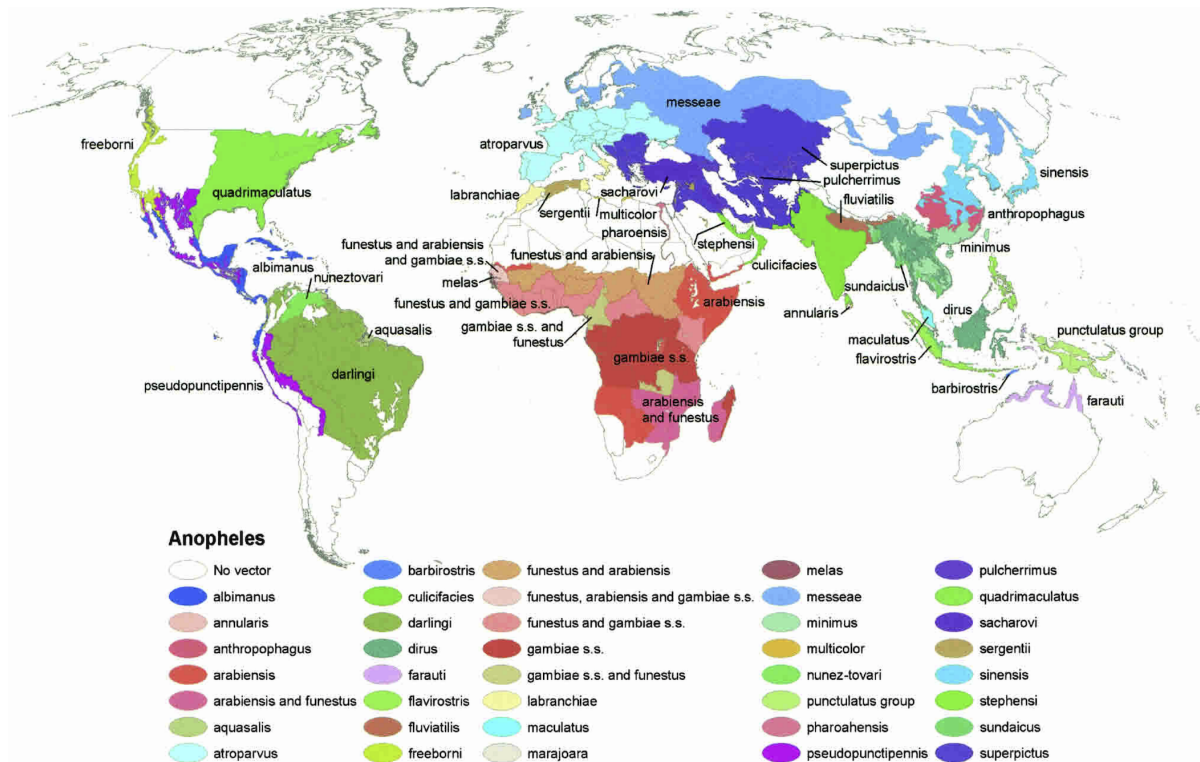 freeborni
quadrimaculatus
albimanus
nuneztovari
aquasalis
darlingi
pseudopunctipennis
messeae
atroparvus
labranchiae
sergentii
sacharovi
multicolor
pharoensis
superpictus
pulcherrimus
fluviatilis
stephensi
culicifacies
sinensis
anthropophagus
minimus
sundaicus
annularis
dirus
maculatus
flavirostris
barbirostris
punctulatus group
farauti
funestus and arabiensis
and gambiae s.s.
melas
funestus and arabiensis
funestus and gambiae s.s.
gambiae s.s. and
funestus
arabiensis
gambiae s.s.
arabiensis
and funestus
Anopheles
No vector
albimanus
annularis
anthropophagus
arabiensis
arabiensis and funestus
aquasalis
atroparvus
barbirostris
culicifacies
darlingi
dirus
farauti
flavirostris
fluviatilis
freeborni
funestus and arabiensis
funestus, arabiensis and gambiae s.s.
funestus and gambiae s.s.
gambiae s.s.
gambiae s.s. and funestus
labranchiae
maculatus
marajoara
melas
messeae
minimus
multicolor
nunez-tovari
punctulatus group
pharoahensis
pseudopunctipennis
pulcherrimus
quadrimaculatus
sacharovi
sergentii
sinensis
stephensi
sundaicus
superpictus